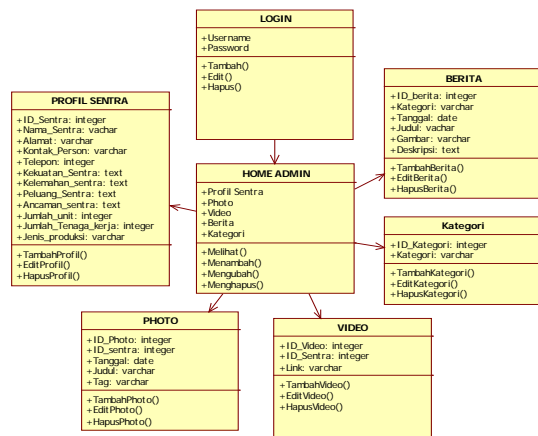 LOGIN
+Username
+Password
+Tambah()
+Edit()
+Hapus()
PROFIL SENTRA
+ID_Sentra: integer
+Nama_Sentra: vachar
+Alamat: varchar
+Kontak_Person: varchar
+Telepon: integer
+Kekuatan_Sentra: text
+Kelemahan_sentra: text
+Peluang_Sentra: text
+Ancaman_sentra: text
+Jumlah_unit: integer
+Jumlah_Tenaga_kerja: integer
+Jenis_produksi: varchar
+TambahProfil()
+EditProfil()
+HapusProfil()
BERITA
+ID_berita: integer
+Kategori: varchar
+Tanggal: date
+Judul: vachar
+Gambar: varchar
+Deskripsi: text
+TambahBerita()
+EditBerita()
+HapusBerita()
HOME ADMIN
+Profil Sentra
+Photo
+Video
+Berita
+Kategori
+Melihat()
+Menambah()
+Mengubah()
+Menghapus()
Kategori
+ID_Kategori: integer
+Kategori: varchar
+TambahKategori()
+EditKategori()
+HapusKategori()
PHOTO
+ID_Photo: integer
+ID_sentra: integer
+Tanggal: date
+Judul: varchar
+Tag: varchar
+TambahPhoto()
+EditPhoto()
+HapusPhoto()
VIDEO
+ID_Video: integer
+ID_Sentra: integer
+Link: varchar
+TambahVideo()
+EditVideo()
+HapusVideo()